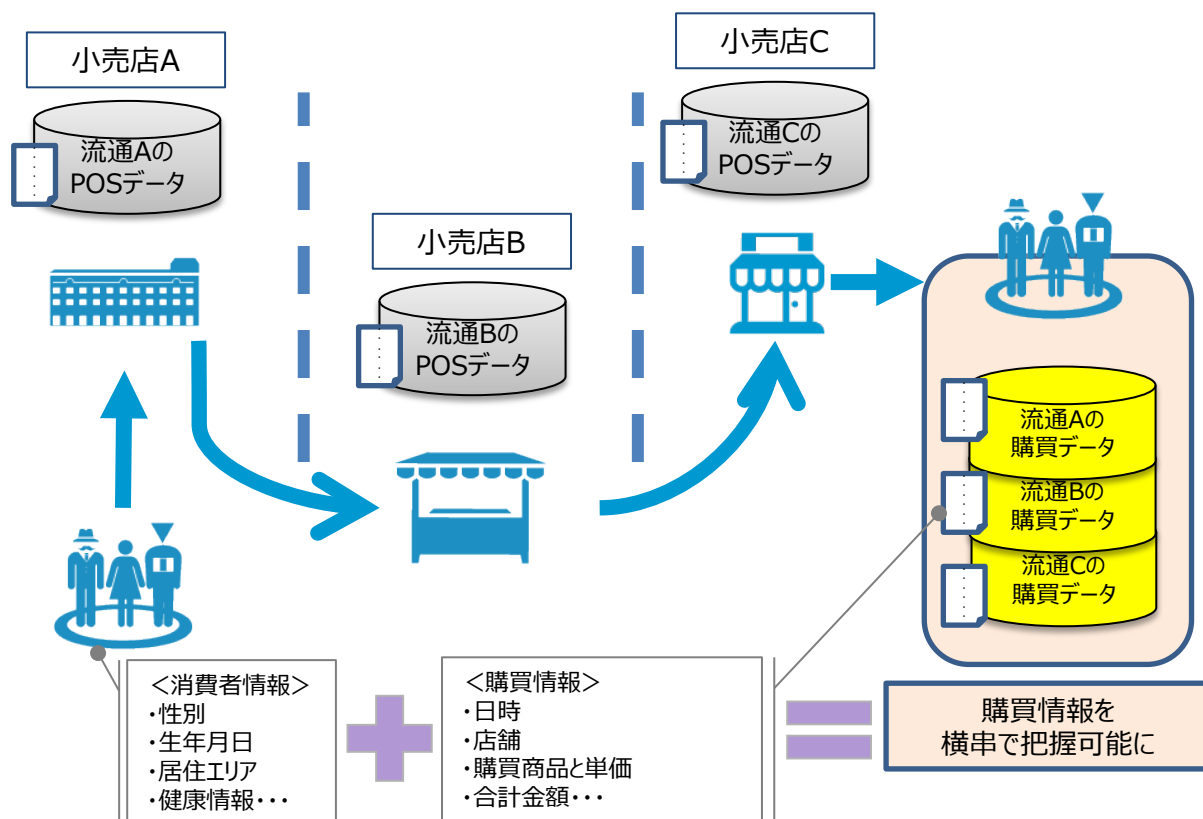 小売店A
流通Aの
POSデータ
小売店B
流通Bの
POSデータ
小売店C
流通Cの
POSデータ
流通Aの
購買データ
流通Bの
購買データ
流通Cの
購買データ
＜消費者情報＞
・性別
・生年月日
・居住エリア
・健康情報・・・
＜購買情報＞
・日時
・店舗
・購買商品と単価
・合計金額・・・
購買情報を
横串で把握可能に